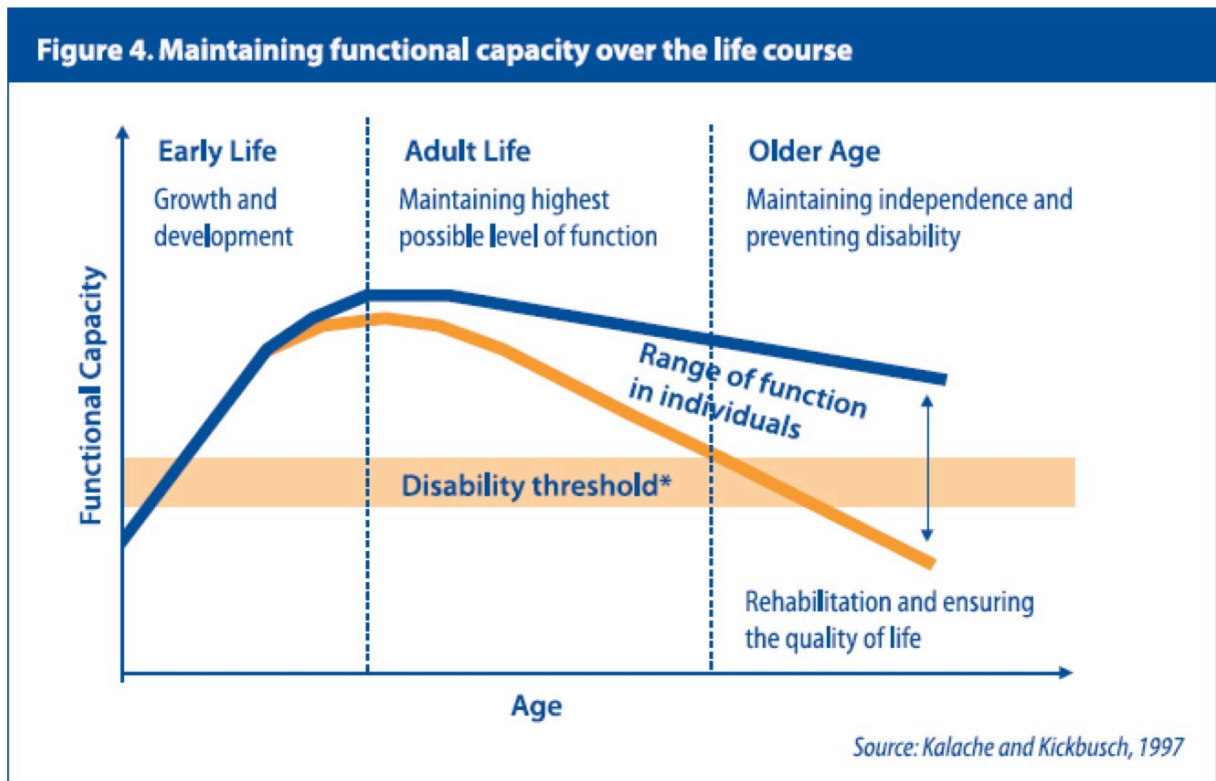 Figure 4. Maintaining functional capacity over the life course
Early Life
Growth and
development
Adult Life
Maintaining highest
possible level of function
Older Age
Maintaining independence and
preventing disability
Functional Capacity
Range of function
in individuals
Disability threshold*
Rehabilitation and ensuring
the quality of life
Age
Source: Kalache and Kickbusch, 1997